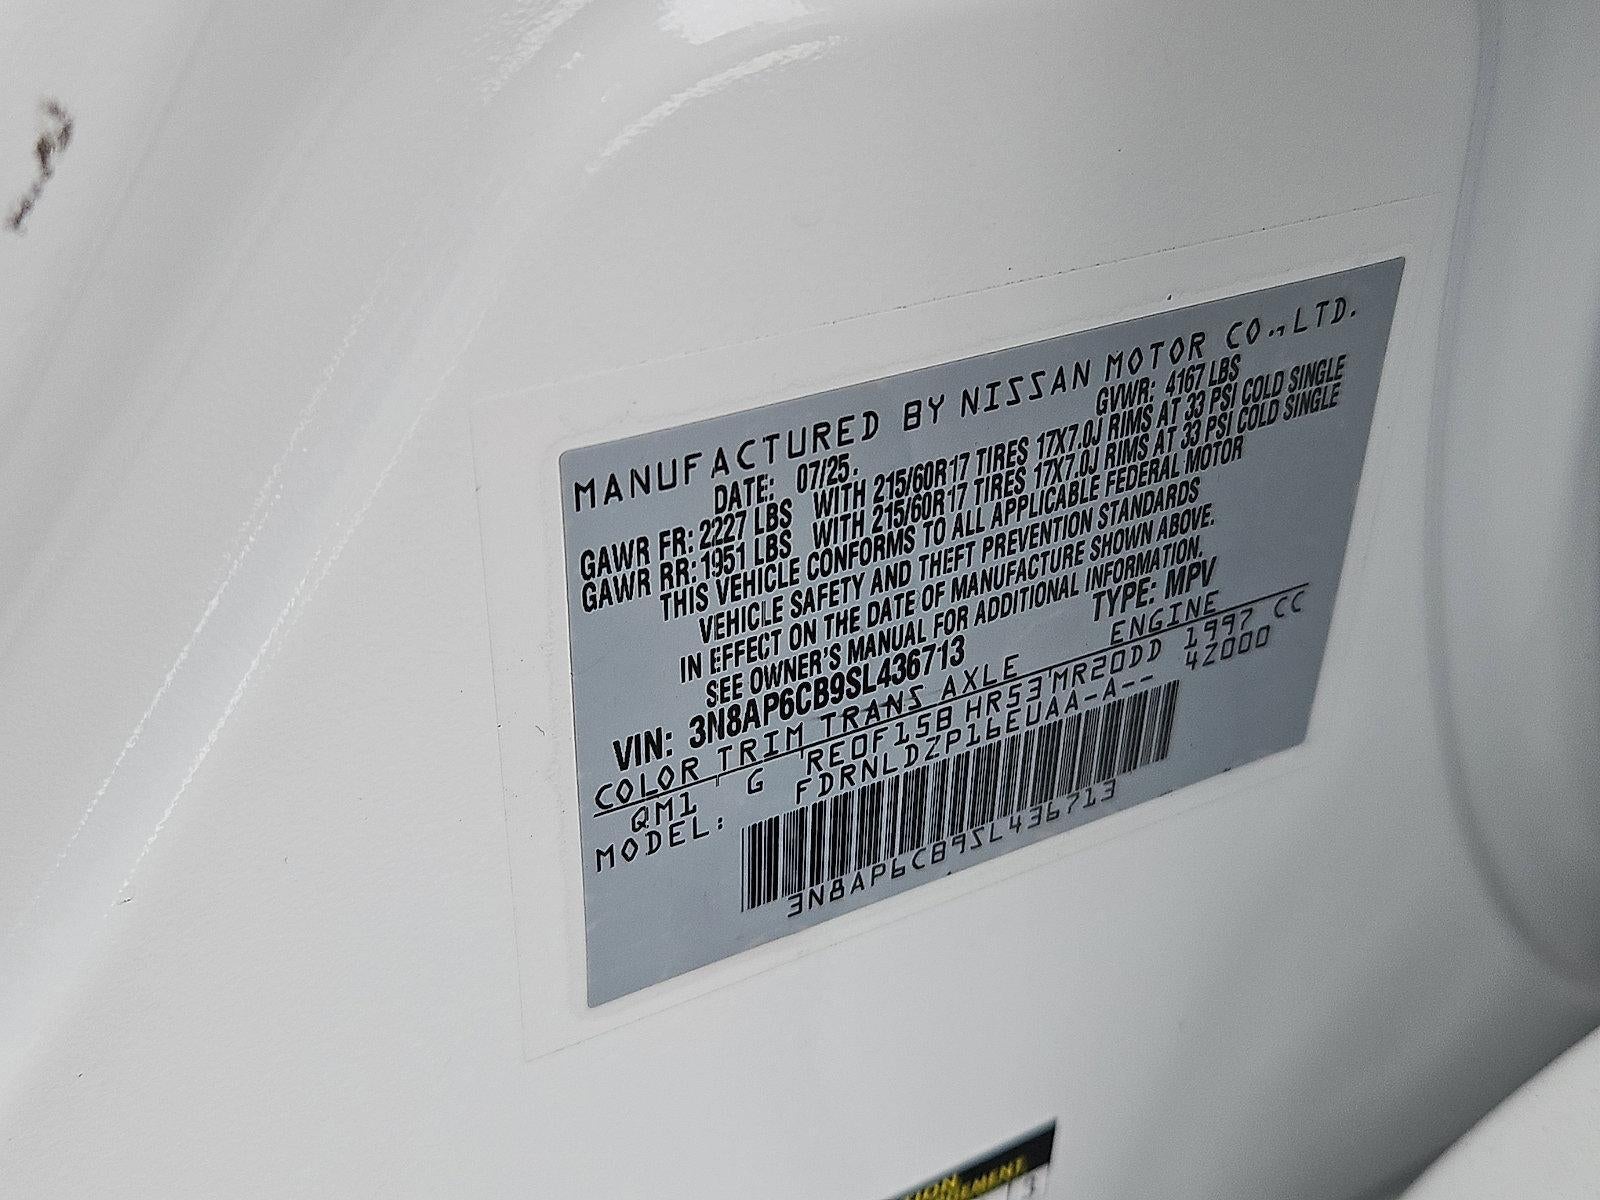 MANUFACTURED BY NISSAN MOTOR CO., LTD.
DATE: 07/25. GVWR: 4167 LBS
GAWR FR: 2227 LBS WITH 215/60R17 TIRES 17X7.0J RIMS AT 33 PSI COLD SINGLE
GAWR RR: 1951 LBS WITH 215/60R17 TIRES 17X7.0J RIMS AT 33 PSI COLD SINGLE
THIS VEHICLE CONFORMS TO ALL APPLICABLE FEDERAL MOTOR
VEHICLE SAFETY AND THEFT PREVENTION STANDARDS
IN EFFECT ON THE DATE OF MANUFACTURE SHOWN ABOVE.
SEE OWNER'S MANUAL FOR ADDITIONAL INFORMATION.
VIN: 3N8AP6CB9SL436713 TYPE: MPV
COLOR TRIM TRANS AXLE ENGINE
QM1 G RE0F15B HR53 MR20DD 1997 CC
MODEL: FDRNLDZP16EUAA-A-- 4Z000
3N8AP6CB9SL436713